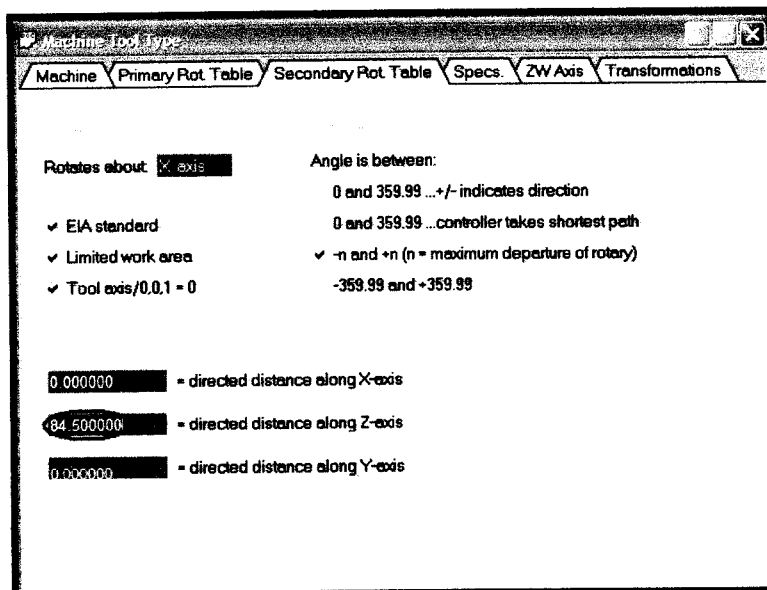 Machine Tool Type
Machine
Primary Rot. Table
Secondary Rot. Table
Specs.
ZW Axis
Transformations
Rotates about X axis
✓ EIA standard
✓ Limited work area
✓ Tool axis/0,0,1 = 0
Angle is between:
0 and 359.99 ...+/- indicates direction
0 and 359.99 ...controller takes shortest path
✓ -n and +n (n = maximum departure of rotary)
-359.99 and +359.99
0.000000 = directed distance along X-axis
-84.500000 = directed distance along Z-axis
0.000000 = directed distance along Y-axis